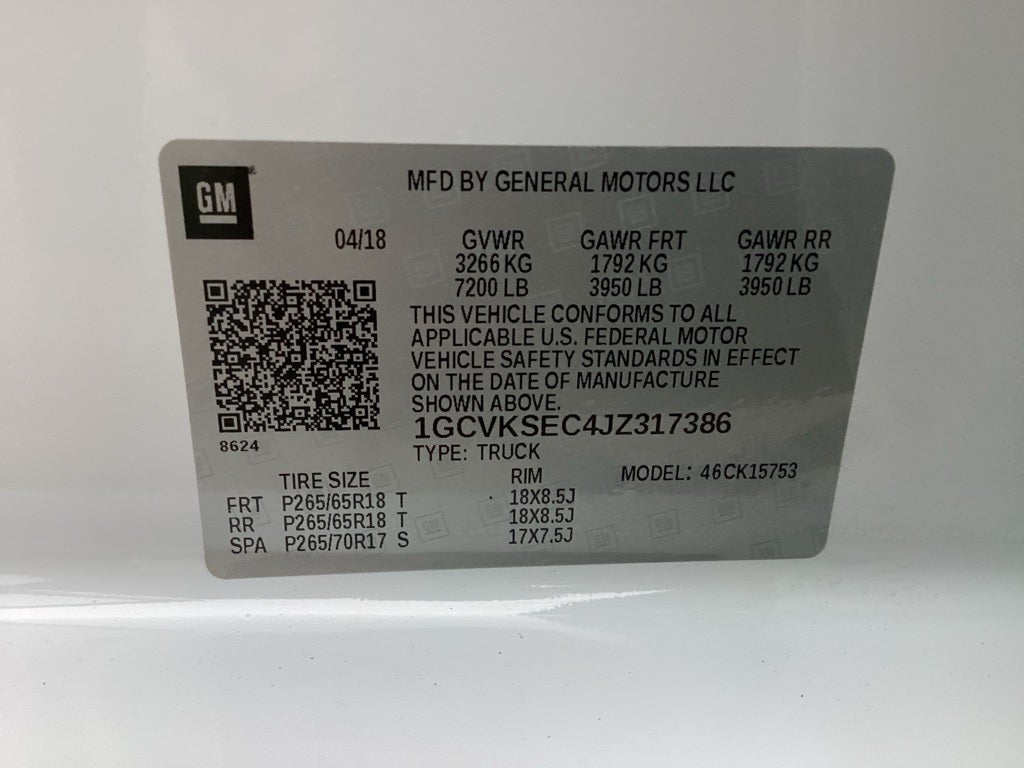 GM
MFD BY GENERAL MOTORS LLC
04/18 GVWR GAWR FRT GAWR RR
3266 KG 1792 KG 1792 KG
7200 LB 3950 LB 3950 LB
THIS VEHICLE CONFORMS TO ALL
APPLICABLE U.S. FEDERAL MOTOR
VEHICLE SAFETY STANDARDS IN EFFECT
ON THE DATE OF MANUFACTURE
SHOWN ABOVE.
1GCVKSEC4JZ317386
8624
TYPE: TRUCK
TIRE SIZE RIM MODEL: 46CK15753
FRT P265/65R18 T 18X8.5J
RR P265/65R18 T 18X8.5J
SPA P265/70R17 S 17X7.5J